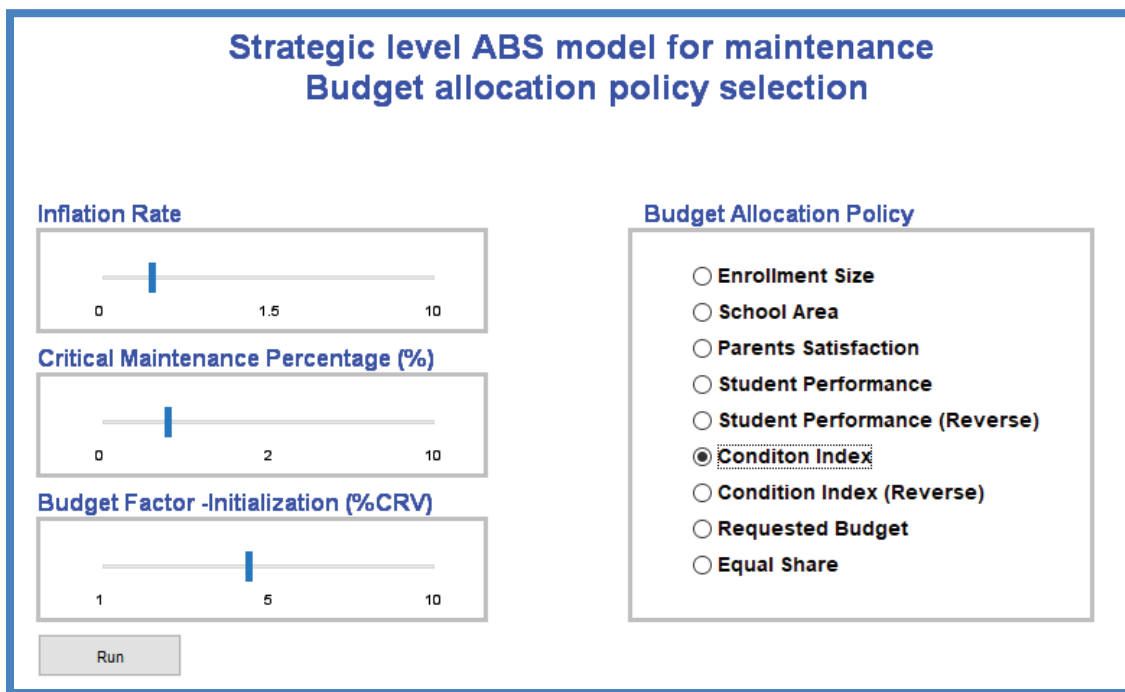 Strategic level ABS model for maintenance
Budget allocation policy selection
Inflation Rate
0 1.5 10
Critical Maintenance Percentage (%)
0 2 10
Budget Factor -Initialization (%CRV)
1 5 10
Run
Budget Allocation Policy
Enrollment Size
School Area
Parents Satisfaction
Student Performance
Student Performance (Reverse)
Conditon Index
Condition Index (Reverse)
Requested Budget
Equal Share